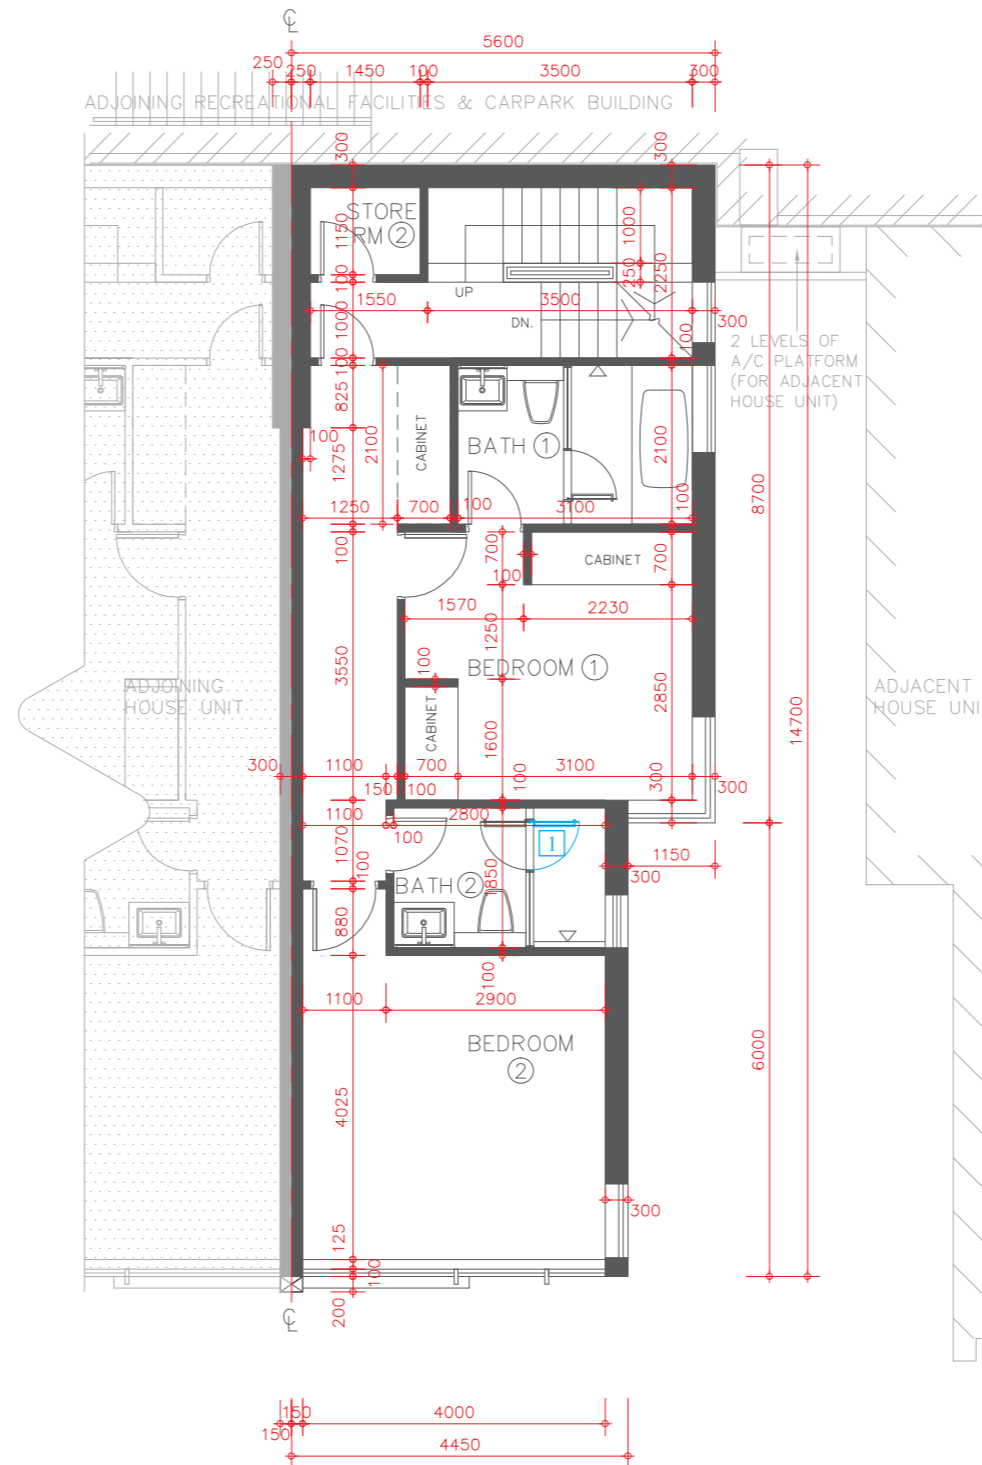 ℄
5600
250 250 1450 100 3500 300
ADJOINING RECREATIONAL FACILITIES & CARPARK BUILDING
300 300
STORE
RM 2
1150
1000
250
2250
100
UP
1550 3500
1000
DN.
300
100
100
2 LEVELS OF
A/C PLATFORM
(FOR ADJACENT
HOUSE UNIT)
825
2100
CABINET
BATH 1
100
1275
2100
8700
1250 700 100 3100
100
100
700
CABINET
700
100
1570 2230
1250
3550
100
BEDROOM 1
ADJOINING
HOUSE UNIT
2850
ADJACENT
HOUSE UNI
14700
CABINET
1600
300 1100 700 3100
150 100
100
300
300
1100 2800
100
1070
1
100
BATH 2
850
1150
300
880
100
1100 2900
BEDROOM
2
6000
4025
300
125
100
200
℄
150 4000
150
4450